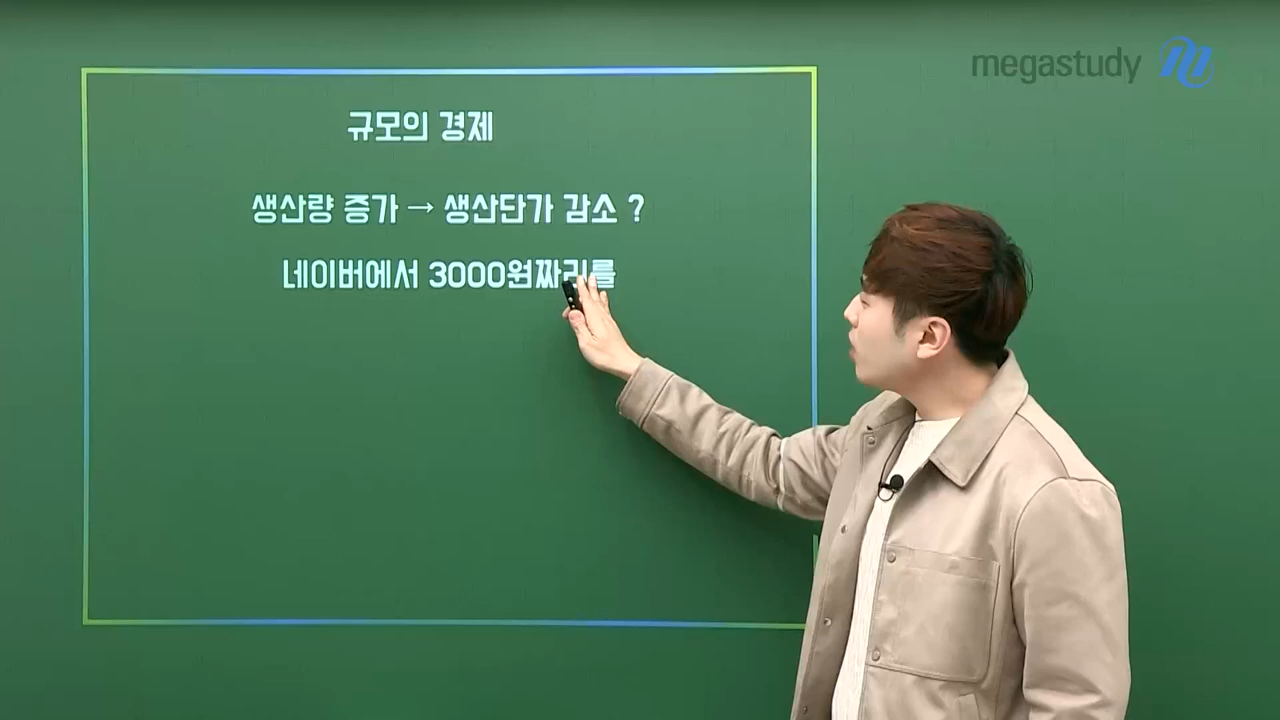 megastudy
규모의 경제
생산량 증가 → 생산단가 감소 ?
네이버에서 3000원짜리를